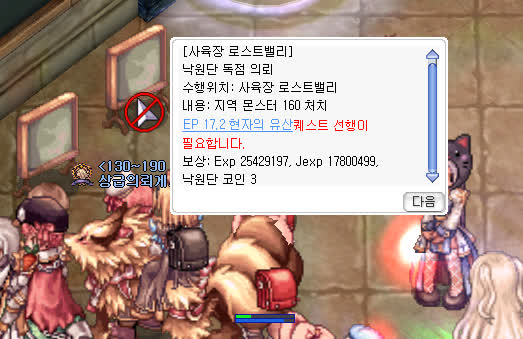 [사육장 로스트밸리]
낙원단 독점 의뢰
수행위치: 사육장 로스트밸리
내용: 지역 몬스터 160 처치
EP 17.2 현자의 유산퀘스트 선행이
필요합니다.
보상: Exp 25429197, Jexp 17800499,
낙원단 코인 3
다음
<130~190
상급의뢰게